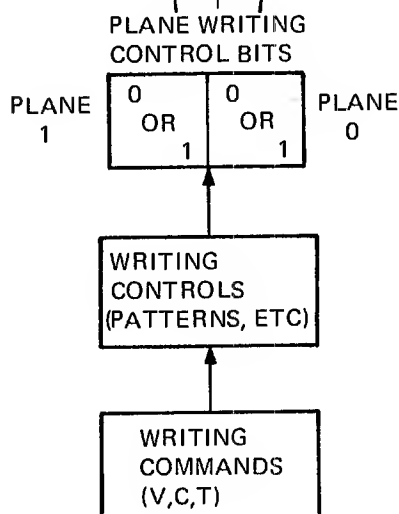 PLANE WRITING
CONTROL BITS
PLANE
1
0
OR
1
0
OR
1
PLANE
0
WRITING
CONTROLS
(PATTERNS, ETC)
WRITING
COMMANDS
(V,C,T)